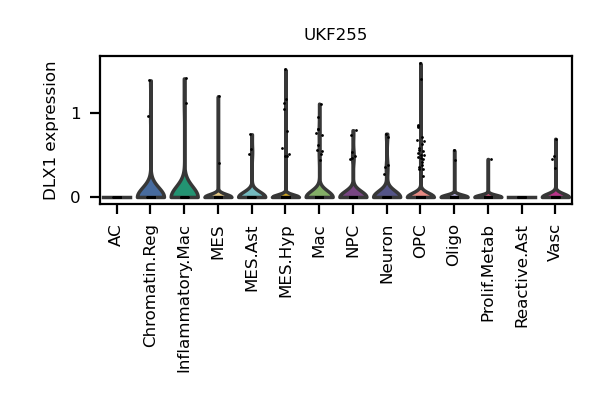 UKF255
DLX1 expression
1
0
AC
Chromatin.Reg
Inflammatory.Mac
MES
MES.Ast
MES.Hyp
Mac
NPC
Neuron
OPC
Oligo
Prolif.Metab
Reactive.Ast
Vasc